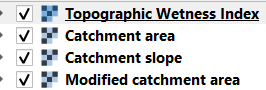 Topographic Wetness Index
Catchment area
Catchment slope
Modified catchment area